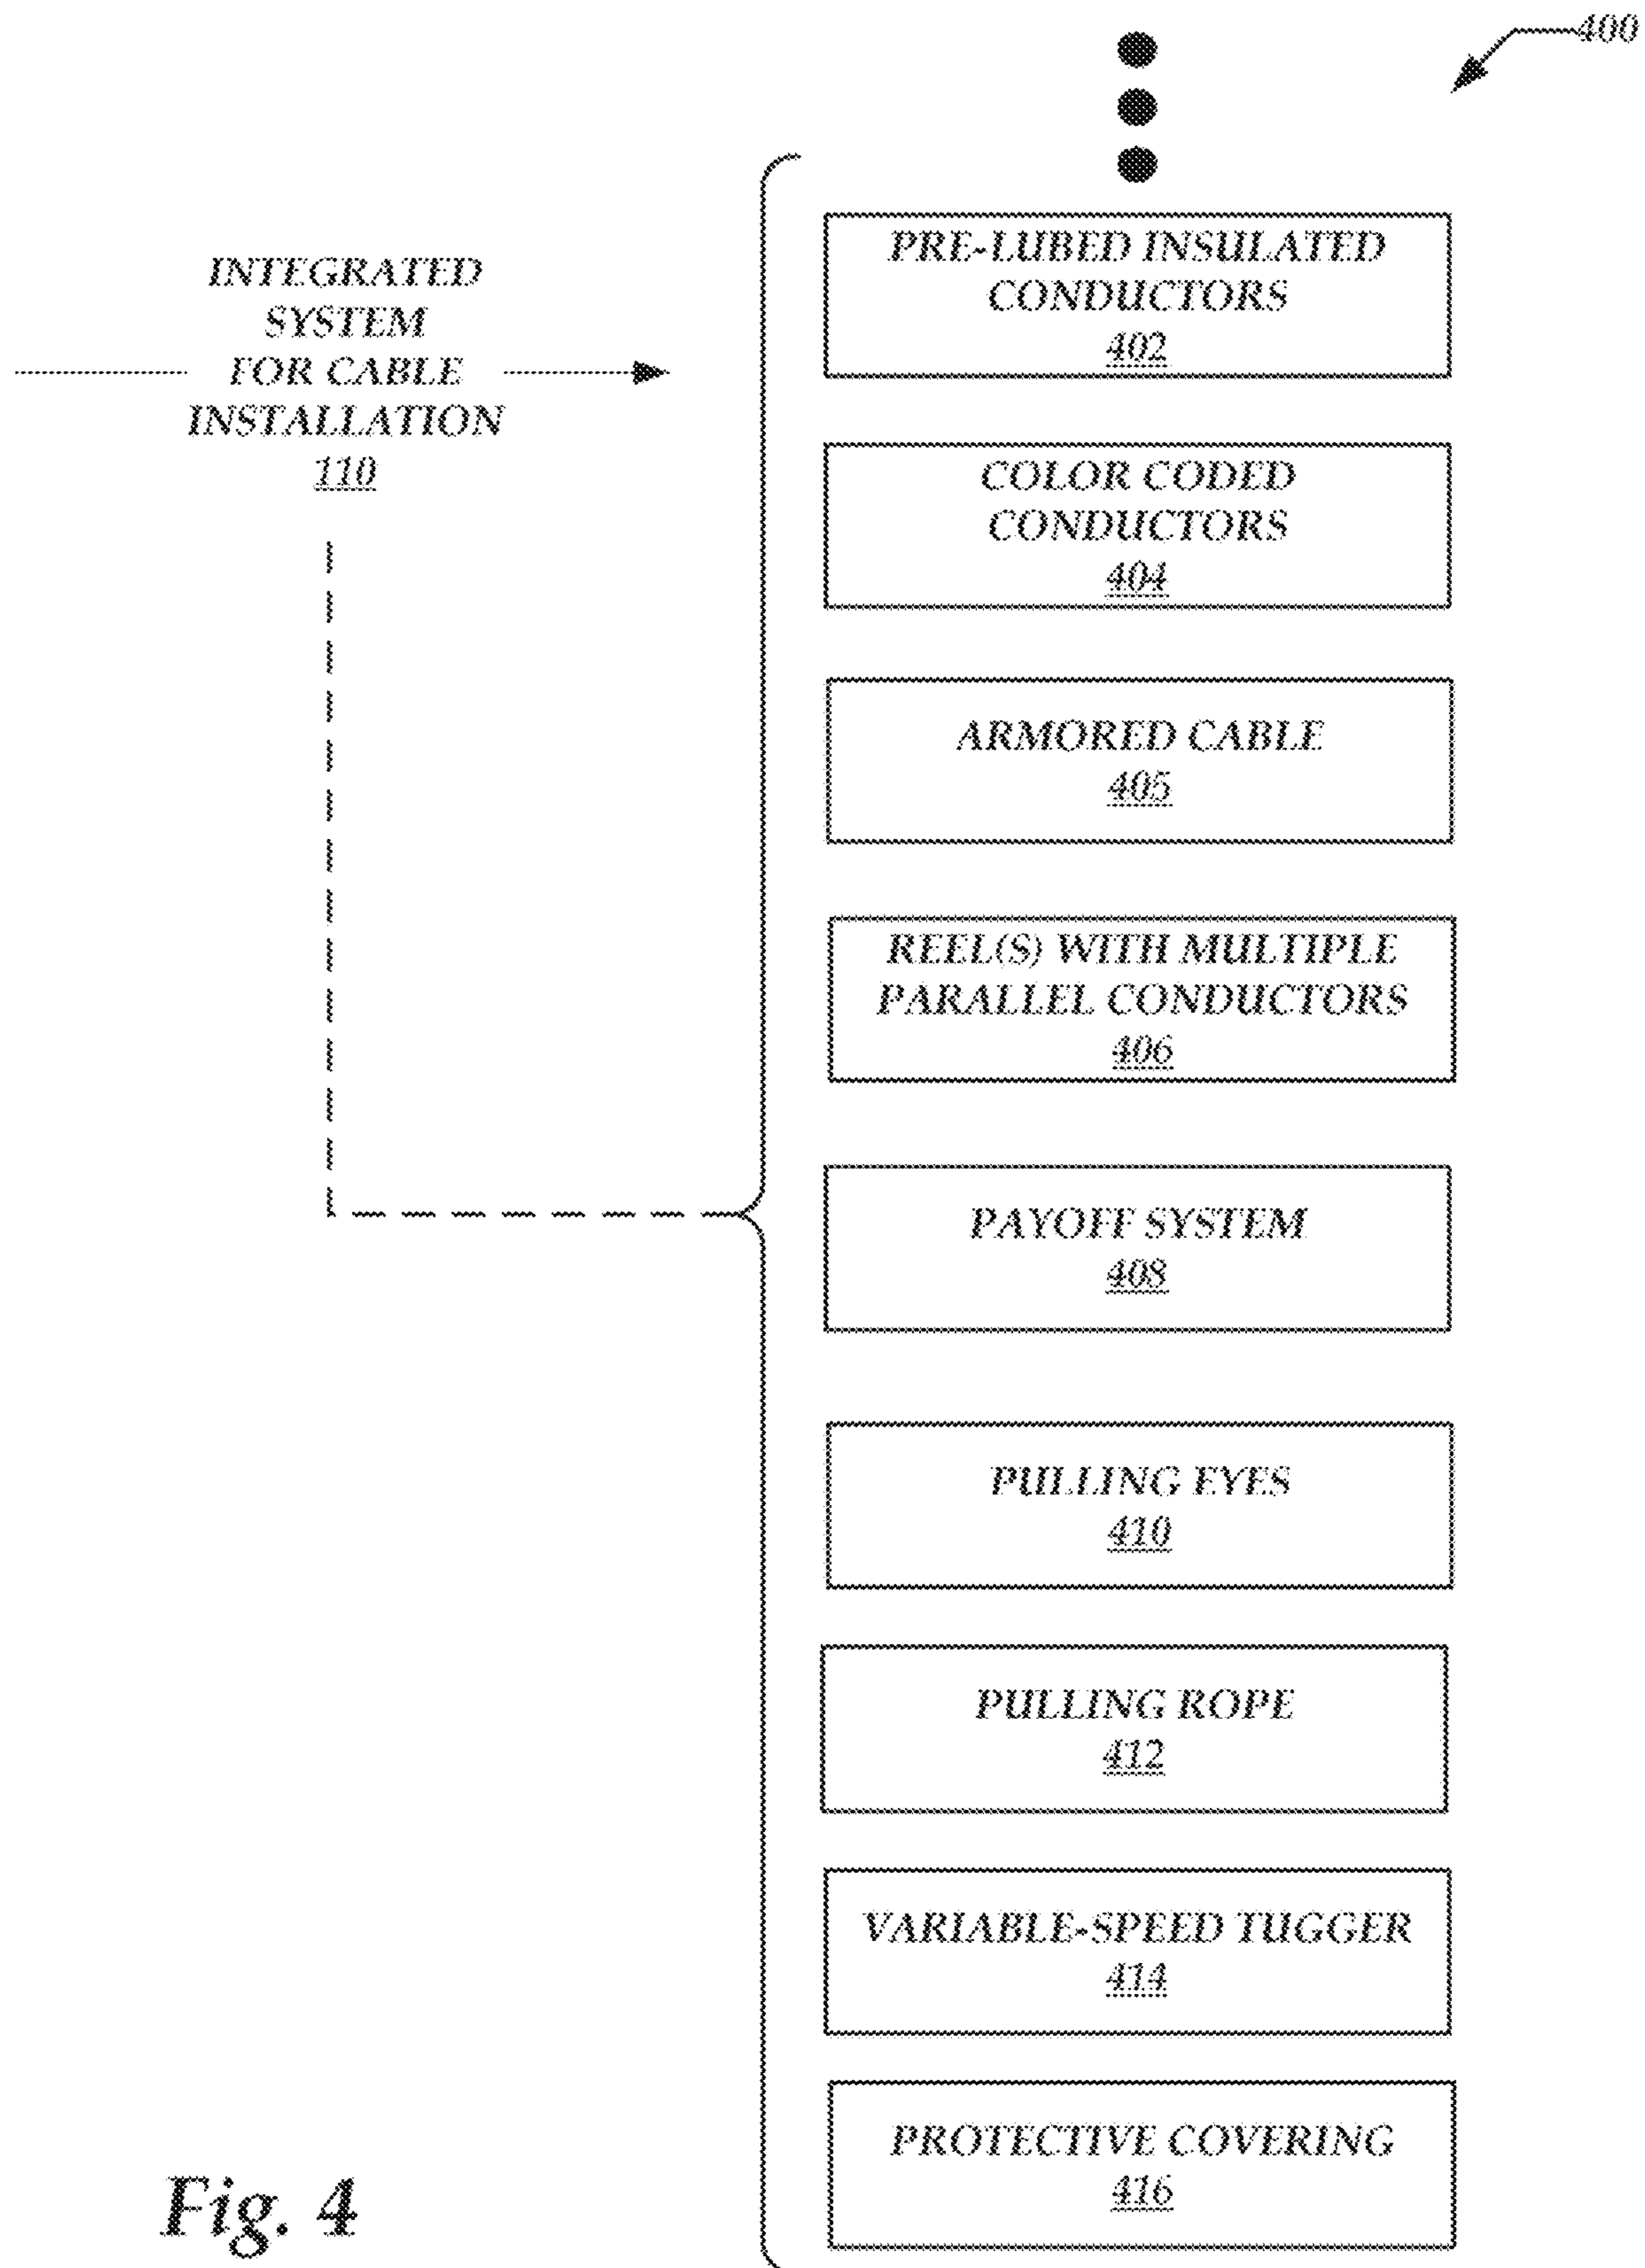 400
INTEGRATED
SYSTEM
FOR CABLE
INSTALLATION
110
PRE-LUBED INSULATED
CONDUCTORS
402
COLOR CODED
CONDUCTORS
404
ARMORED CABLE
405
REEL(S) WITH MULTIPLE
PARALLEL CONDUCTORS
406
PAYOFF SYSTEM
408
PULLING EYES
410
PULLING ROPE
412
VARIABLE-SPEED TUGGER
414
PROTECTIVE COVERING
416
Fig. 4